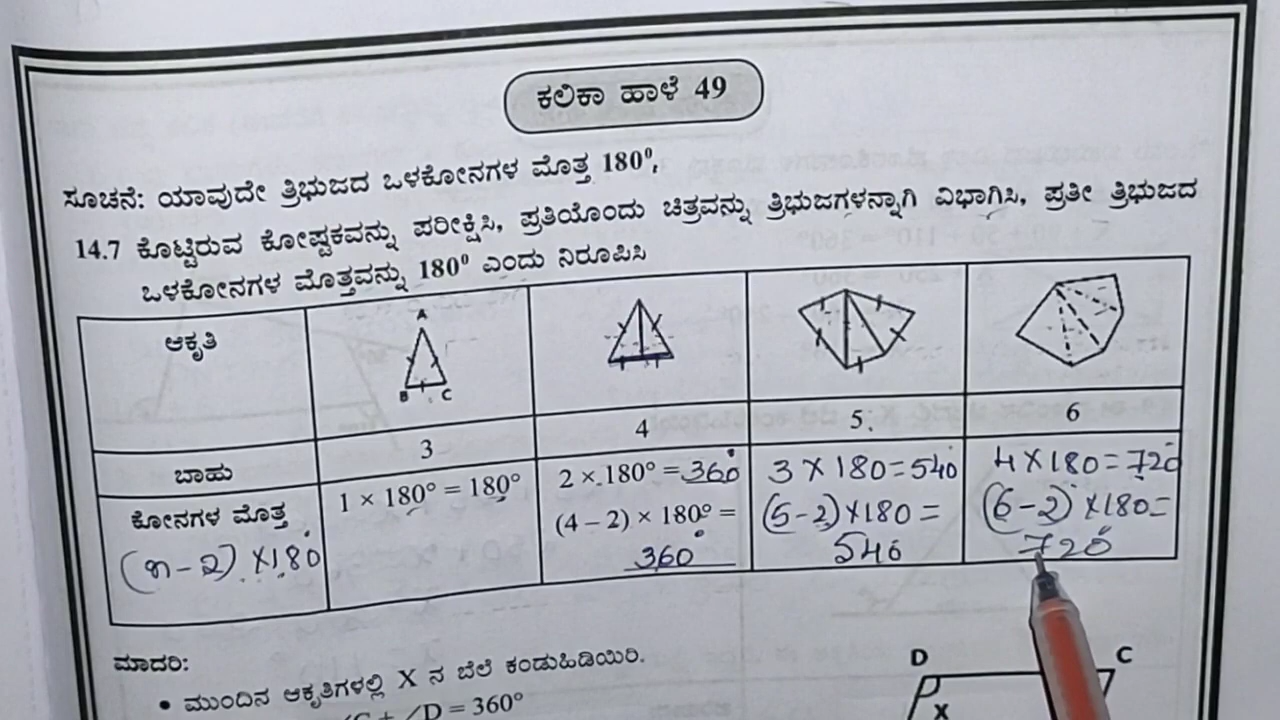 ಕಲಿಕಾ ಹಾಳೆ 49
ಸೂಚನೆ: ಯಾವುದೇ ತ್ರಿಭುಜದ ಒಳಕೋನಗಳ ಮೊತ್ತ 180⁰,
14.7 ಕೊಟ್ಟಿರುವ ಕೋಷ್ಟಕವನ್ನು ಪರೀಕ್ಷಿಸಿ, ಪ್ರತಿಯೊಂದು ಚಿತ್ರವನ್ನು ತ್ರಿಭುಜಗಳನ್ನಾಗಿ ವಿಭಾಗಿಸಿ, ಪ್ರತೀ ತ್ರಿಭುಜದ
ಒಳಕೋನಗಳ ಮೊತ್ತವನ್ನು 180⁰ ಎಂದು ನಿರೂಪಿಸಿ
ಆಕೃತಿ
A
B C
ಬಾಹು 3 4 5 6
ಕೋನಗಳ ಮೊತ್ತ 1 × 180° = 180° 2 × 180° = 360° 3 × 180 = 540 4 × 180 = 720
(n-2) × 180° (4 – 2) × 180° = (5-2) × 180 = (6-2) × 180 =
360° 540 720
ಮಾದರಿ:
• ಮುಂದಿನ ಆಕೃತಿಗಳಲ್ಲಿ X ನ ಬೆಲೆ ಕಂಡುಹಿಡಿಯಿರಿ.
∠C + ∠D = 360°
D C
X